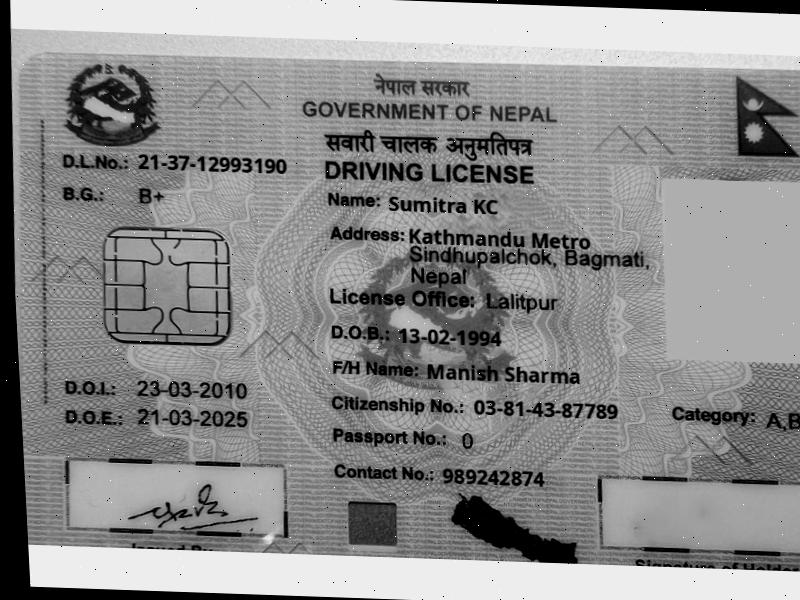 नेपाल सरकार
GOVERNMENT OF NEPAL
सवारी चालक अनुमतिपत्र
DRIVING LICENSE
D.L.No.: 21-37-12993190
B.G.: B+
Name: Sumitra KC
Address: Kathmandu Metro
Sindhupalchok, Bagmati,
Nepal
License Office: Lalitpur
D.O.B.: 13-02-1994
F/H Name: Manish Sharma
D.O.I.: 23-03-2010
D.O.E.: 21-03-2025
Citizenship No.: 03-81-43-87789
Category: A,B
Passport No.: 0
Contact No.: 989242874
Issued By
Signature of Holder